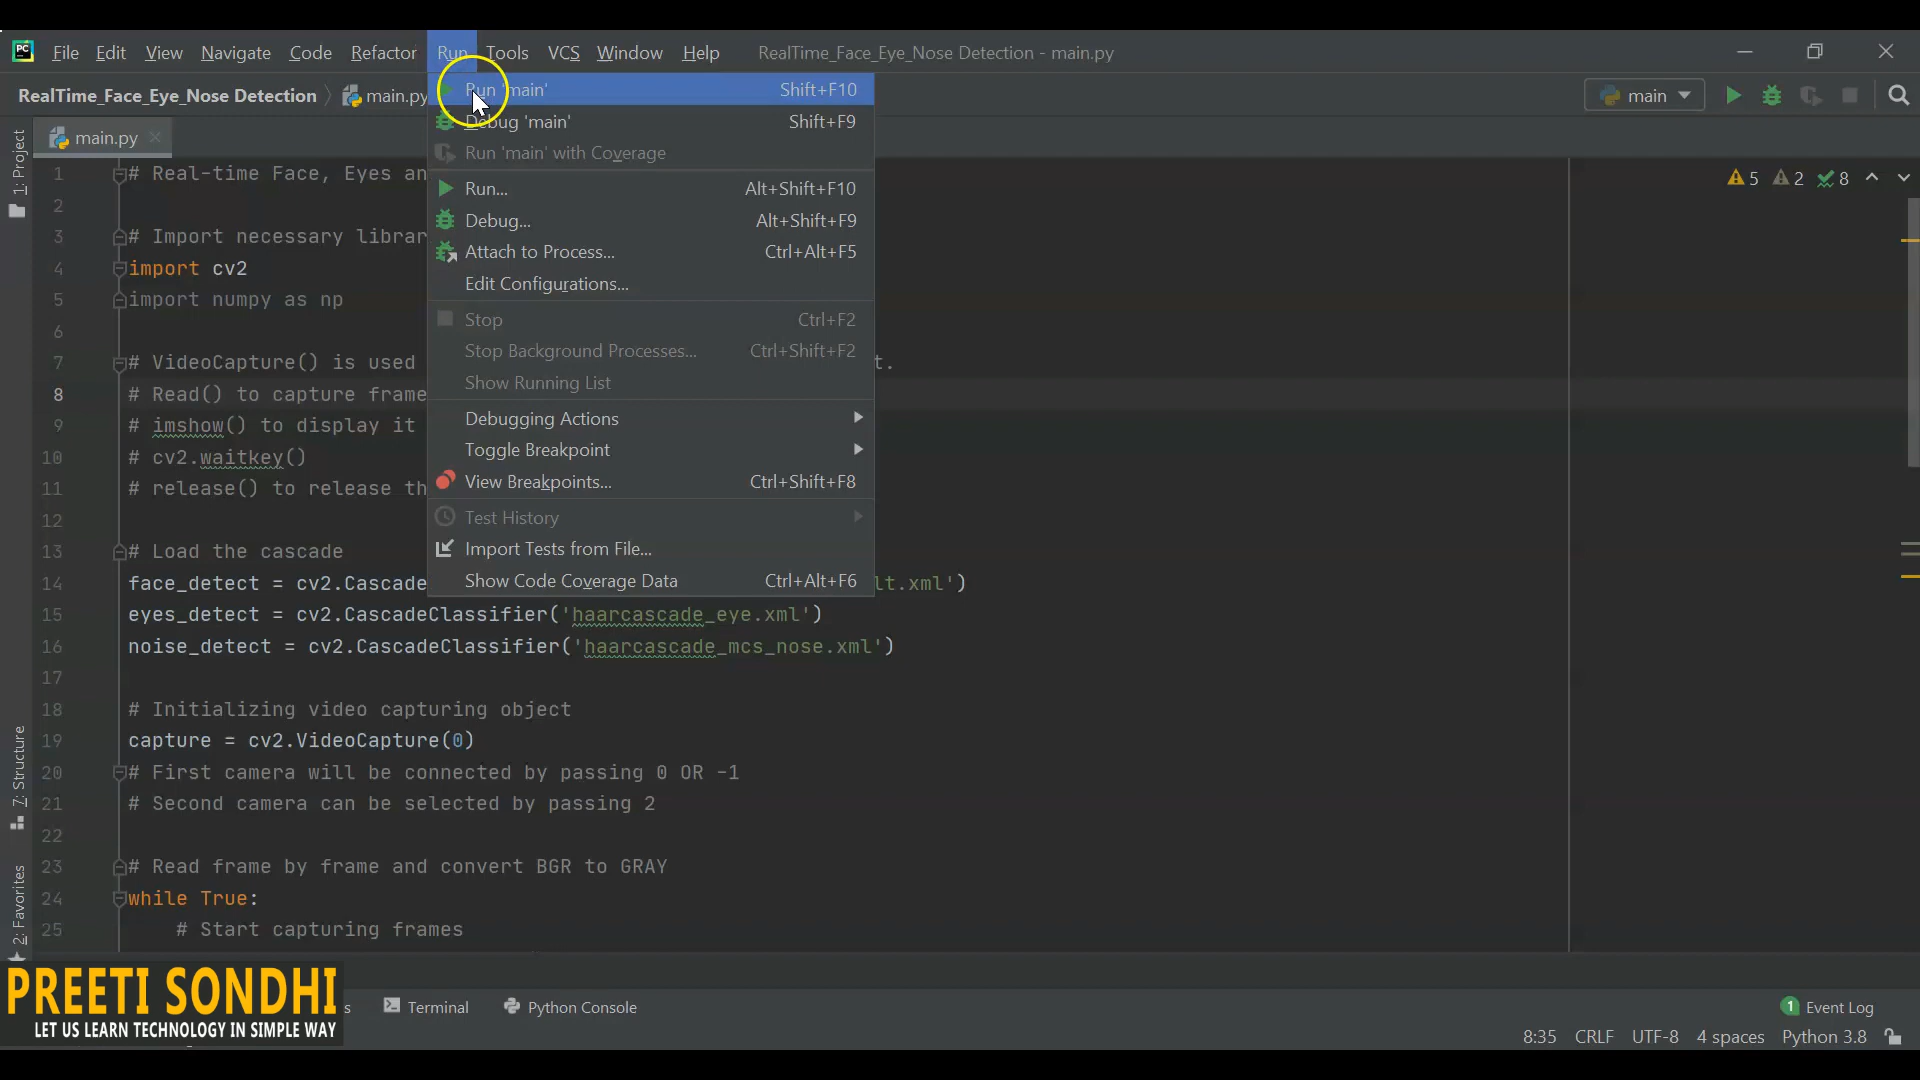 File Edit View Navigate Code Refactor Run Tools VCS Window Help RealTime_Face_Eye_Nose Detection - main.py
RealTime_Face_Eye_Nose Detection main.py main
main.py
1: Project
7: Structure
2: Favorites
Run 'main' Shift+F10
Debug 'main' Shift+F9
Run 'main' with Coverage
Run... Alt+Shift+F10
Debug... Alt+Shift+F9
Attach to Process... Ctrl+Alt+F5
Edit Configurations...
Stop Ctrl+F2
Stop Background Processes... Ctrl+Shift+F2
Show Running List
Debugging Actions
Toggle Breakpoint
View Breakpoints... Ctrl+Shift+F8
Test History
Import Tests from File...
Show Code Coverage Data Ctrl+Alt+F6
5 2 8
1 # Real-time Face, Eyes an
2
3 # Import necessary librar
4 import cv2
5 import numpy as np
6
7 # VideoCapture() is used t.
8 # Read() to capture frame
9 # imshow() to display it
10 # cv2.waitkey()
11 # release() to release th
12
13 # Load the cascade
14 face_detect = cv2.Cascade lt.xml')
15 eyes_detect = cv2.CascadeClassifier('haarcascade_eye.xml')
16 noise_detect = cv2.CascadeClassifier('haarcascade_mcs_nose.xml')
17
18 # Initializing video capturing object
19 capture = cv2.VideoCapture(0)
20 # First camera will be connected by passing 0 OR -1
21 # Second camera can be selected by passing 2
22
23 # Read frame by frame and convert BGR to GRAY
24 while True:
25 # Start capturing frames
PREETI SONDHI
LET US LEARN TECHNOLOGY IN SIMPLE WAY
s Terminal Python Console 1 Event Log
8:35 CRLF UTF-8 4 spaces Python 3.8